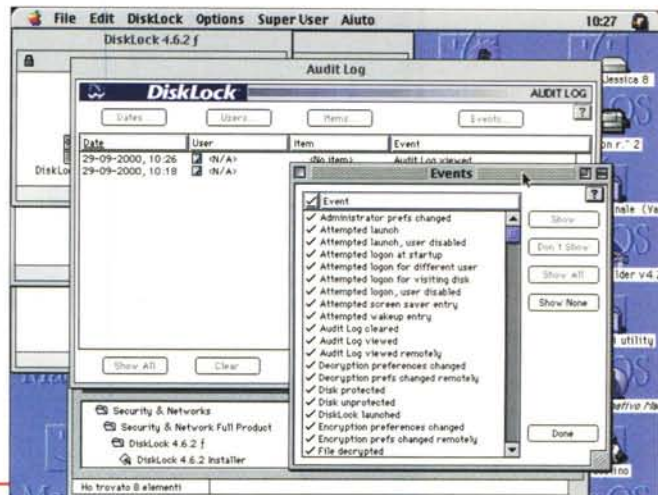 File Edit DiskLock Options Super User Aiuto 10:27
DiskLock 4.6.2 ƒ
Audit Log
DiskLock AUDIT LOG
?
Dates... Users... Items... Events...
Date User Item Event
29-09-2000, 10:26 <N/A> <No item> Audit Log viewed
29-09-2000, 10:18 <N/A>
Show All Clear
Events
?
Event
Administrator prefs changed
Attempted launch
Attempted launch, user disabled
Attempted logon at startup
Attempted logon for different user
Attempted logon for visiting disk
Attempted logon, user disabled
Attempted screen saver entry
Attempted wakeup entry
Audit Log cleared
Audit Log viewed
Audit Log viewed remotely
Decryption preferences changed
Decryption prefs changed remotely
Disk protected
Disk unprotected
DiskLock launched
Encryption preferences changed
Encryption prefs changed remotely
File decrypted
Show
Don't Show
Show All
Show None
Done
Security & Networks
Security & Network Full Product
DiskLock 4.6.2 ƒ
DiskLock 4.6.2 Installer
Ho trovato 8 elementi
Jessica 8
on r.° 2
utility